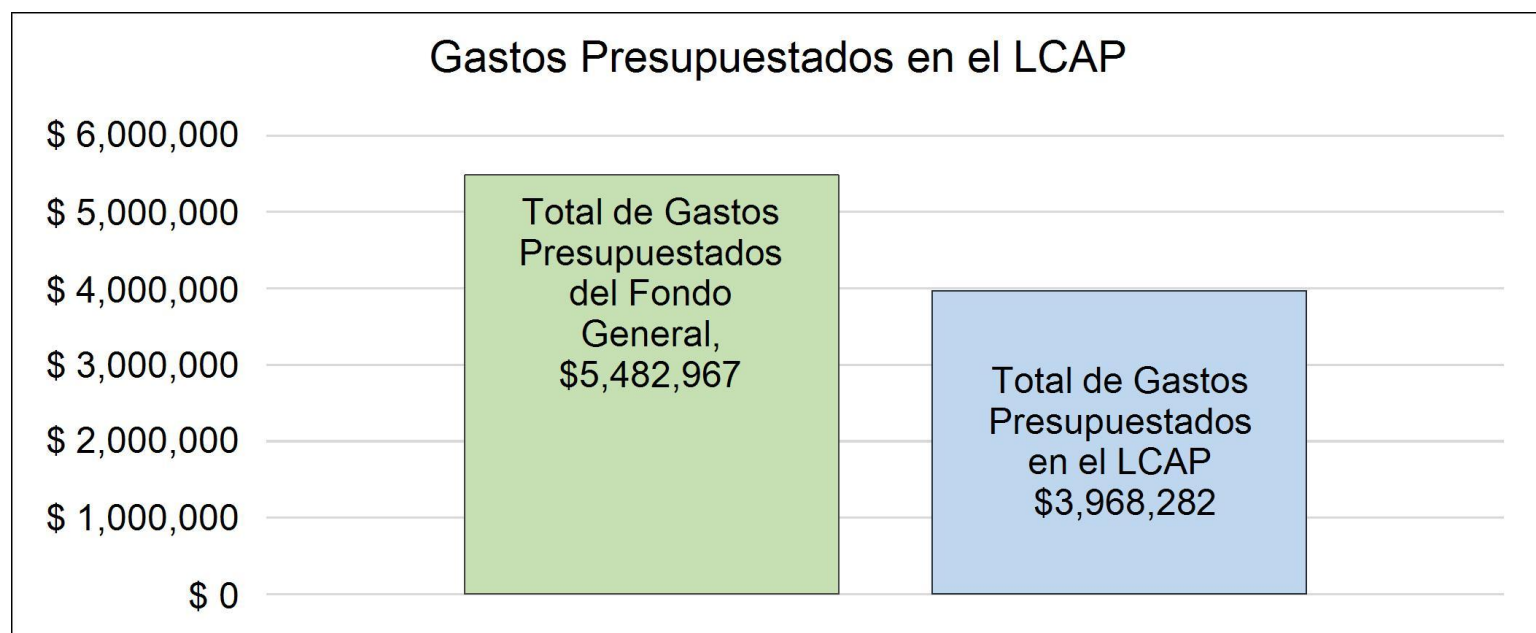 Gastos Presupuestados en el LCAP
$ 6,000,000
$ 5,000,000
$ 4,000,000
$ 3,000,000
$ 2,000,000
$ 1,000,000
$ 0
Total de Gastos
Presupuestados
del Fondo
General,
$5,482,967
Total de Gastos
Presupuestados
en el LCAP
$3,968,282